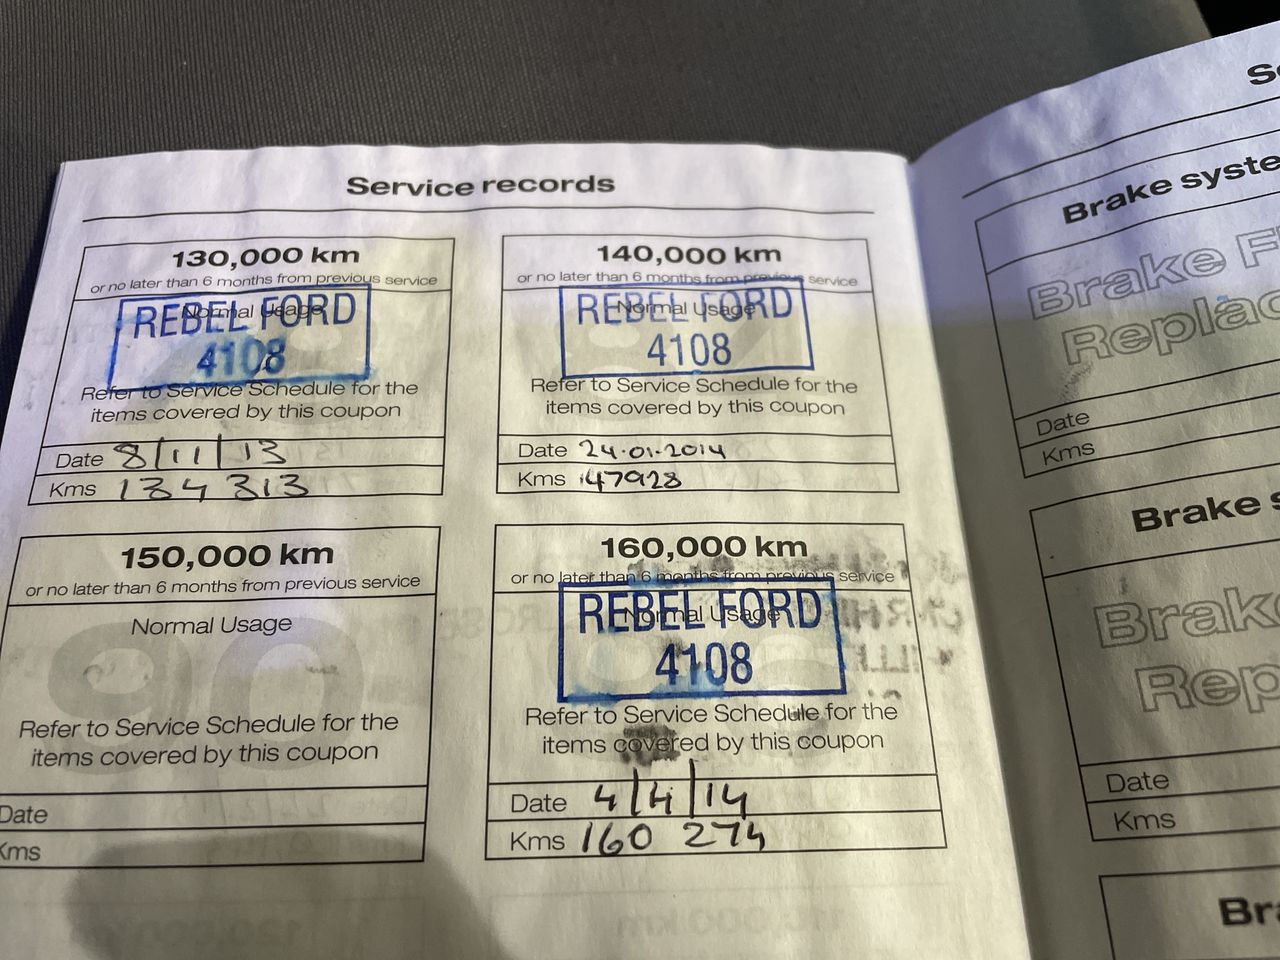 Service records
130,000 km
or no later than 6 months from previous service
Normal Usage
REBEL FORD
4108
Refer to Service Schedule for the
items covered by this coupon
Date 8/11/13
Kms 134 313
140,000 km
or no later than 6 months from previous service
Normal Usage
REBEL FORD
4108
Refer to Service Schedule for the
items covered by this coupon
Date 24.01.2014
Kms 147928
150,000 km
or no later than 6 months from previous service
Normal Usage
Refer to Service Schedule for the
items covered by this coupon
Date
Kms
160,000 km
or no later than 6 months from previous service
Normal Usage
REBEL FORD
4108
Refer to Service Schedule for the
items covered by this coupon
Date 4/4/14
Kms 160 274
Brake syste
Brake F
Replac
Date
Kms
Brake s
Brake
Rep
Date
Kms
Bra